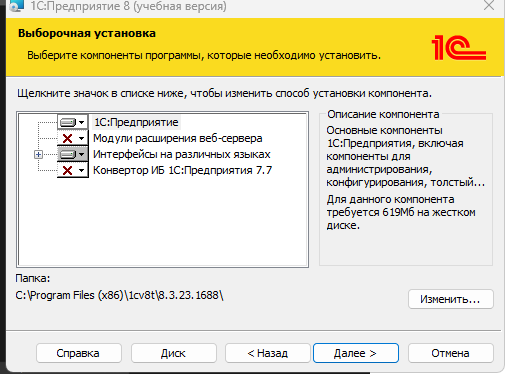 1С:Предприятие 8 (учебная версия)
Выборочная установка
Выберите компоненты программы, которые необходимо установить.
1С
Щелкните значок в списке ниже, чтобы изменить способ установки компонента.
1С:Предприятие
Модули расширения веб-сервера
Интерфейсы на различных языках
Конвертор ИБ 1С:Предприятия 7.7
Описание компонента
Основные компоненты
1С:Предприятия, включая
компоненты для
администрирования,
конфигурирования, толстый...
Для данного компонента
требуется 619Мб на жестком
диске.
Папка:
C:\Program Files (x86)\1cv8t\8.3.23.1688\
Изменить...
Справка
Диск
< Назад
Далее >
Отмена